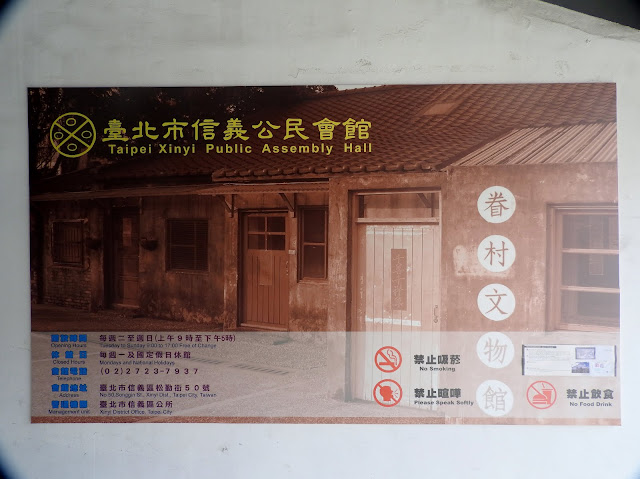 臺北市信義公民會館
Taipei Xinyi Public Assembly Hall
眷村文物館
開放時間 每週二至週日(上午9時至下午5時)
Opening Hours Tuesday to Sunday 9:00 to 17:00 Free of Charge
休館日 每週一及國定假日休館
Closed Hours Mondays and National Holidays
會館電話 (02)2723-7937
Telephone
會館地址 臺北市信義區松勤街50號
Address No.50,Songqin St., Xinyi Dist., Taipei City, Taiwan
管理機關 臺北市信義區公所
Management unit Xinyi District Office, Taipei City
禁止吸菸
No Smoking
禁止喧嘩
Please Speak Softly
禁止飲食
No Food Drink